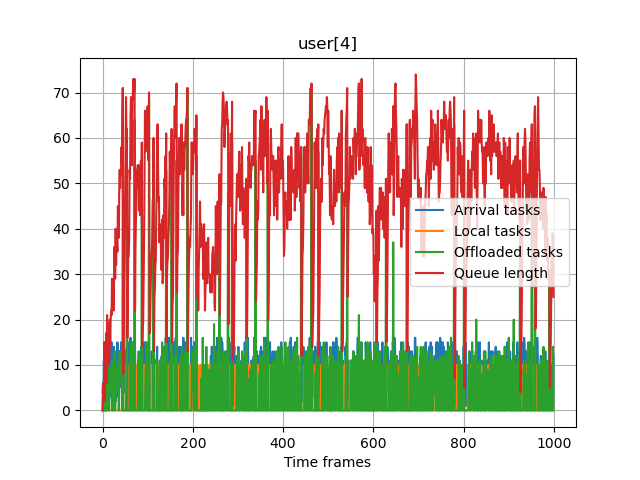 user[4]
70
60
50
40
30
20
10
0
Arrival tasks
Local tasks
Offloaded tasks
Queue length
0 200 400 600 800 1000
Time frames